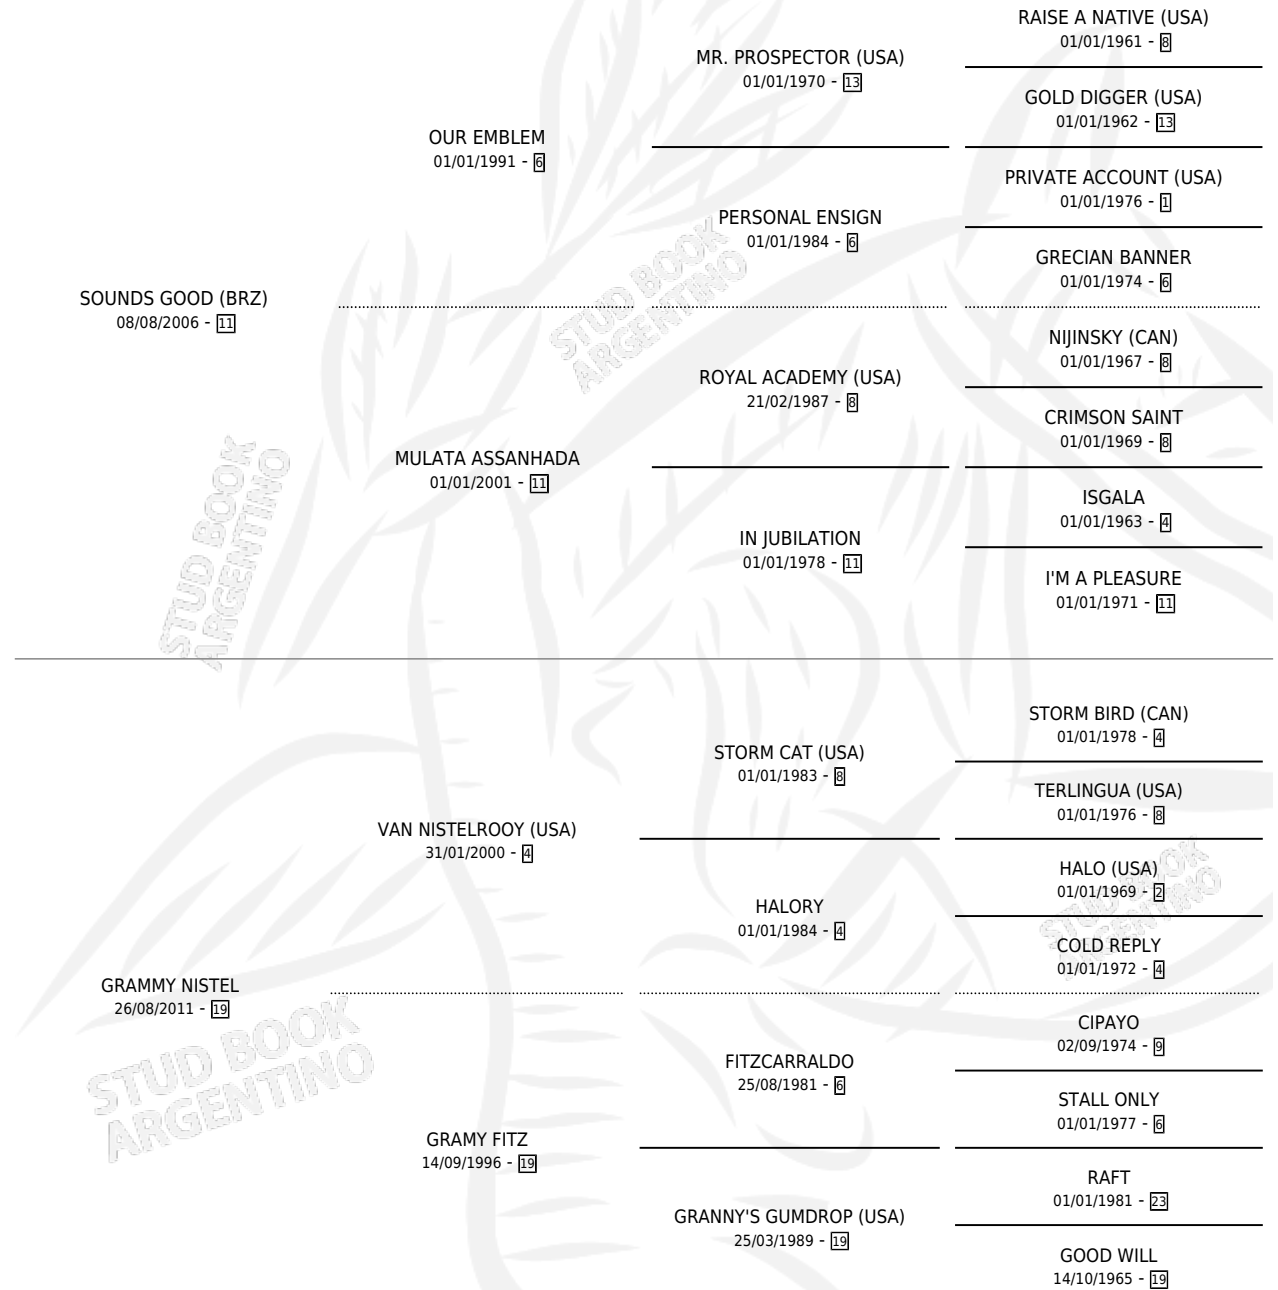 RAISE A NATIVE (USA)
01/01/1961 - 8
MR. PROSPECTOR (USA)
01/01/1970 - 13
GOLD DIGGER (USA)
01/01/1962 - 13
OUR EMBLEM
01/01/1991 - 6
PRIVATE ACCOUNT (USA)
01/01/1976 - 1
PERSONAL ENSIGN
01/01/1984 - 6
GRECIAN BANNER
01/01/1974 - 6
SOUNDS GOOD (BRZ)
08/08/2006 - 11
NIJINSKY (CAN)
01/01/1967 - 8
ROYAL ACADEMY (USA)
21/02/1987 - 8
CRIMSON SAINT
01/01/1969 - 8
MULATA ASSANHADA
01/01/2001 - 11
ISGALA
01/01/1963 - 4
IN JUBILATION
01/01/1978 - 11
I'M A PLEASURE
01/01/1971 - 11
STUD BOOK
ARGENTINO
STUD BOOK
ARGENTINO
STORM BIRD (CAN)
01/01/1978 - 4
STORM CAT (USA)
01/01/1983 - 8
TERLINGUA (USA)
01/01/1976 - 8
VAN NISTELROOY (USA)
31/01/2000 - 4
HALO (USA)
01/01/1969 - 2
HALORY
01/01/1984 - 4
COLD REPLY
01/01/1972 - 4
GRAMMY NISTEL
26/08/2011 - 19
CIPAYO
02/09/1974 - 9
FITZCARRALDO
25/08/1981 - 6
STALL ONLY
01/01/1977 - 6
GRAMY FITZ
14/09/1996 - 19
RAFT
01/01/1981 - 23
GRANNY'S GUMDROP (USA)
25/03/1989 - 19
GOOD WILL
14/10/1965 - 19
STUD BOOK
ARGENTINO
STUD BOOK
ARGENTINO